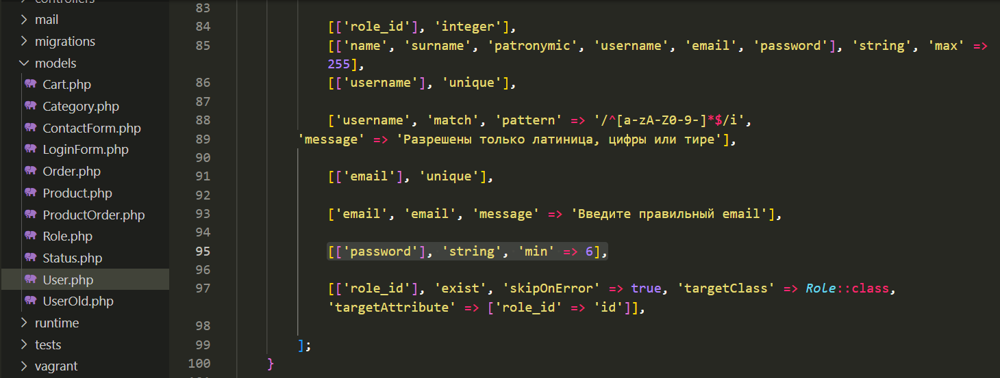 controllers
mail
migrations
models
Cart.php
Category.php
ContactForm.php
LoginForm.php
Order.php
Product.php
ProductOrder.php
Role.php
Status.php
User.php
UserOld.php
runtime
tests
vagrant
83
84 [['role_id'], 'integer'],
85 [['name', 'surname', 'patronymic', 'username', 'email', 'password'], 'string', 'max' =>
255],
86 [['username'], 'unique'],
87
88 ['username', 'match', 'pattern' => '/^[a-zA-Z0-9-]*$/i',
89 'message' => 'Разрешены только латиница, цифры или тире'],
90
91 [['email'], 'unique'],
92
93 ['email', 'email', 'message' => 'Введите правильный email'],
94
95 [['password'], 'string', 'min' => 6],
96
97 [['role_id'], 'exist', 'skipOnError' => true, 'targetClass' => Role::class,
'targetAttribute' => ['role_id' => 'id']],
98
99 ];
100 }